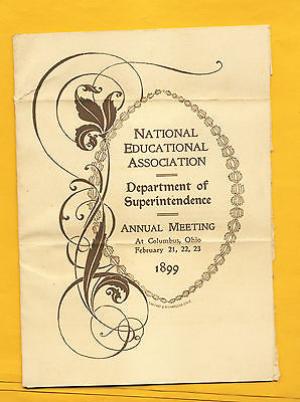 NATIONAL
EDUCATIONAL
ASSOCIATION
Department of
Superintendence
ANNUAL MEETING
At Columbus, Ohio
February 21, 22, 23
1899